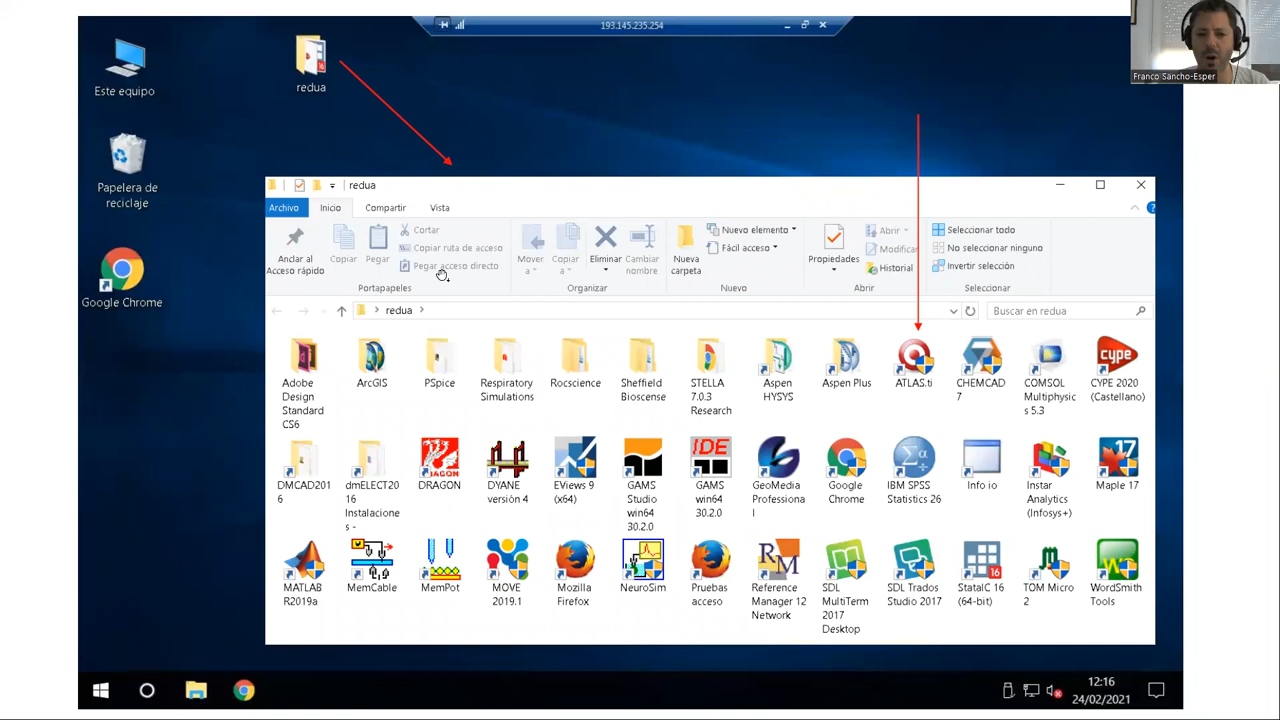 193.145.235.254
Franco Sancho-Esper
Este equipo
redua
Papelera de
reciclaje
Google Chrome
redua
Archivo
Inicio
Compartir
Vista
Anclar al
Acceso rápido
Copiar
Pegar
Cortar
Copiar ruta de acceso
Pegar acceso directo
Portapapeles
Mover
a
Copiar
a
Eliminar
Cambiar
nombre
Organizar
Nueva
carpeta
Nuevo elemento
Fácil acceso
Nuevo
Propiedades
Abrir
Modificar
Historial
Abrir
Seleccionar todo
No seleccionar ninguno
Invertir selección
Seleccionar
redua
Buscar en redua
Adobe
Design
Standard
CS6
ArcGIS
PSpice
Respiratory
Simulations
Rocscience
Sheffield
Bioscense
STELLA
7.0.3
Research
Aspen
HYSYS
Aspen Plus
ATLAS.ti
CHEMCAD
7
COMSOL
Multiphysic
s 5.3
cype
CYPE 2020
(Castellano)
DMCAD201
6
dmELECT20
16
Instalacione
s -
DRAGON
DRAGON
DYANE
versión 4
EViews 9
(x64)
GAMS
Studio
win64
30.2.0
IDE
GAMS
win64
30.2.0
GeoMedia
Professiona
l
Google
Chrome
IBM SPSS
Statistics 26
Info io
Instar
Analytics
(Infosys+)
17
Maple 17
MATLAB
R2019a
MemCable
MemPot
MOVE
2019.1
Mozilla
Firefox
NeuroSim
Pruebas
acceso
RM
Reference
Manager 12
Network
SDL
MultiTerm
2017
Desktop
SDL Trados
Studio 2017
16
StataIC 16
(64-bit)
TOM Micro
2
WordSmith
Tools
12:16
24/02/2021